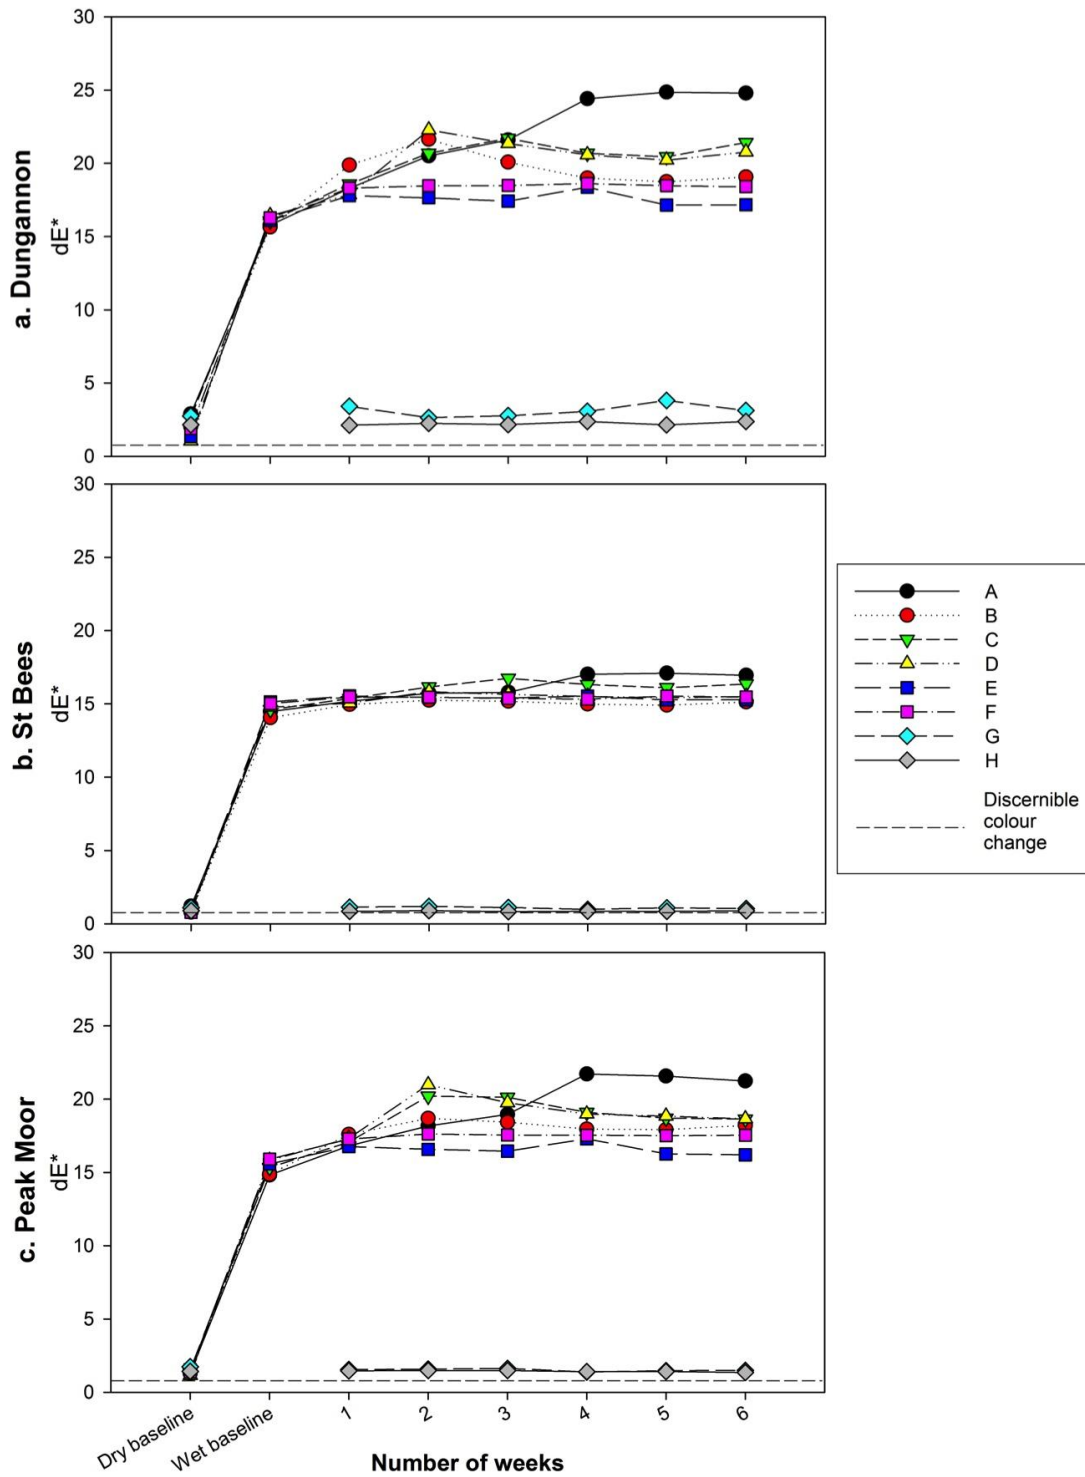 30
25
20
15
10
5
0
a. Dungannon
dE*
30
25
20
15
10
5
0
b. St Bees
dE*
A
B
C
D
E
F
G
H
Discernible
colour
change
30
25
20
15
10
5
0
c. Peak Moor
dE*
Dry baseline
Wet baseline
1
2
3
4
5
6
Number of weeks